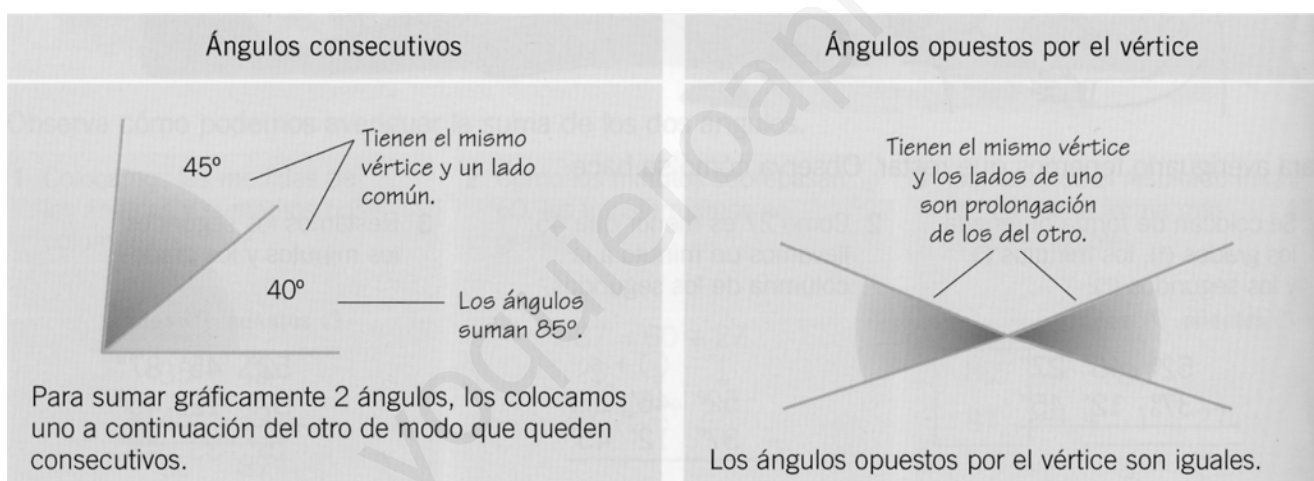 Ángulos consecutivos
45º
Tienen el mismo
vértice y un lado
común.
40º
Los ángulos
suman 85º.
Para sumar gráficamente 2 ángulos, los colocamos
uno a continuación del otro de modo que queden
consecutivos.
Ángulos opuestos por el vértice
Tienen el mismo vértice
y los lados de uno
son prolongación
de los del otro.
Los ángulos opuestos por el vértice son iguales.
yoquieroapr